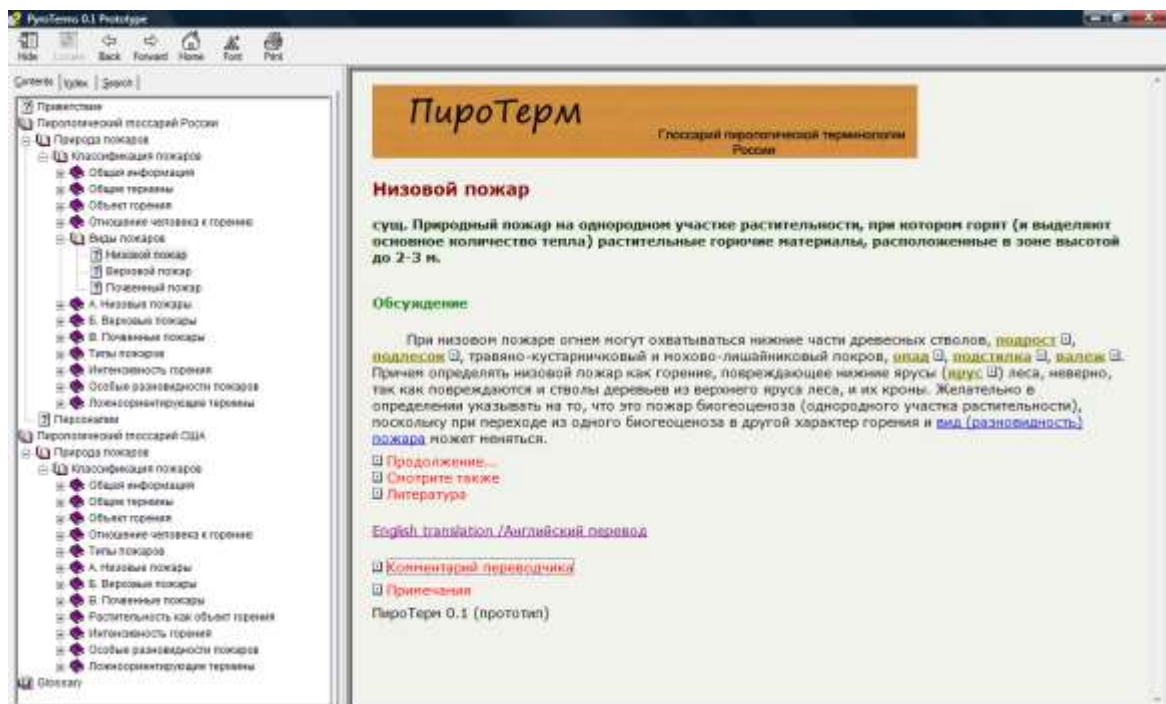 PyroTerms 0.1 Prototype
Hide Locate Back Forward Home Font Print
Contents Index Search
Приветствие
Пирологический глоссарий России
Природа пожаров
Классификация пожаров
Общая информация
Общие термины
Объект горения
Отношение человека к горению
Виды пожаров
Низовой пожар
Верховой пожар
Почвенный пожар
А. Низовые пожары
Б. Верховые пожары
В. Почвенные пожары
Типы пожаров
Интенсивность горения
Особые разновидности пожаров
Ложноориентирующие термины
Персоналии
Пирологический глоссарий США
Природа пожаров
Классификация пожаров
Общая информация
Общие термины
Объект горения
Отношение человека к горению
Типы пожаров
А. Низовые пожары
Б. Верховые пожары
В. Почвенные пожары
Растительность как объект горения
Интенсивность горения
Особые разновидности пожаров
Ложноориентирующие термины
Glossary
ПироТерм
Глоссарий пирологической терминологии
России
Низовой пожар
сущ. Природный пожар на однородном участке растительности, при котором горят (и выделяют
основное количество тепла) растительные горючие материалы, расположенные в зоне высотой
до 2-3 м.
Обсуждение
При низовом пожаре огнем могут охватываться нижние части древесных стволов, подрост,
подлесок, травяно-кустарничковый и мохово-лишайниковый покров, опад, подстилка, валеж.
Причем определять низовой пожар как горение, повреждающее нижние ярусы (ярус) леса, неверно,
так как повреждаются и стволы деревьев из верхнего яруса леса, и их кроны. Желательно в
определении указывать на то, что это пожар биогеоценоза (однородного участка растительности),
поскольку при переходе из одного биогеоценоза в другой характер горения и вид (разновидность)
пожара может меняться.
Продолжение...
Смотрите также
Литература
English translation /Английский перевод
Комментарий переводчика
Примечания
ПироТерм 0.1 (прототип)